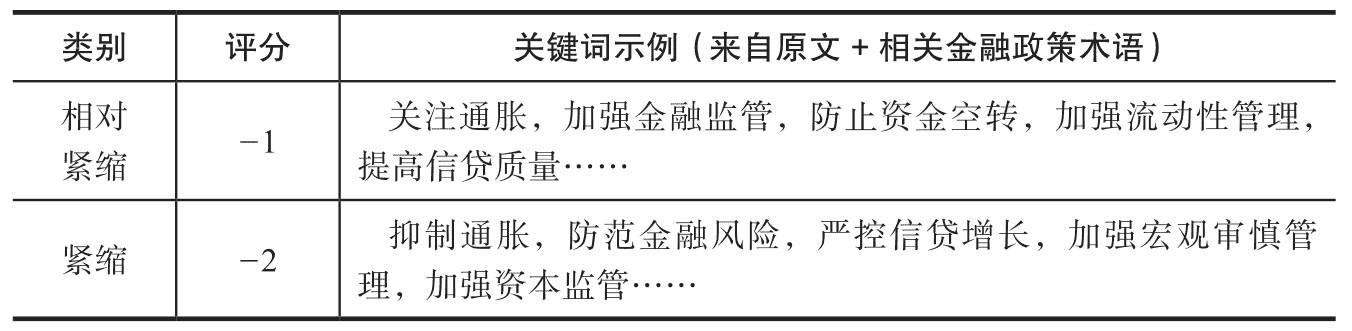 类别 评分 关键词示例（来自原文+相关金融政策术语）
相对
紧缩
-1
关注通胀，加强金融监管，防止资金空转，加强流动性管理，
提高信贷质量……
紧缩 -2
抑制通胀，防范金融风险，严控信贷增长，加强宏观审慎管
理，加强资本监管……